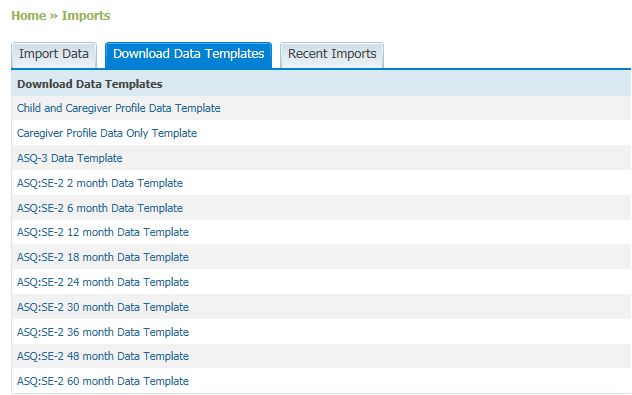 Home » Imports
Import Data
Download Data Templates
Recent Imports
Download Data Templates
Child and Caregiver Profile Data Template
Caregiver Profile Data Only Template
ASQ-3 Data Template
ASQ:SE-2 2 month Data Template
ASQ:SE-2 6 month Data Template
ASQ:SE-2 12 month Data Template
ASQ:SE-2 18 month Data Template
ASQ:SE-2 24 month Data Template
ASQ:SE-2 30 month Data Template
ASQ:SE-2 36 month Data Template
ASQ:SE-2 48 month Data Template
ASQ:SE-2 60 month Data Template